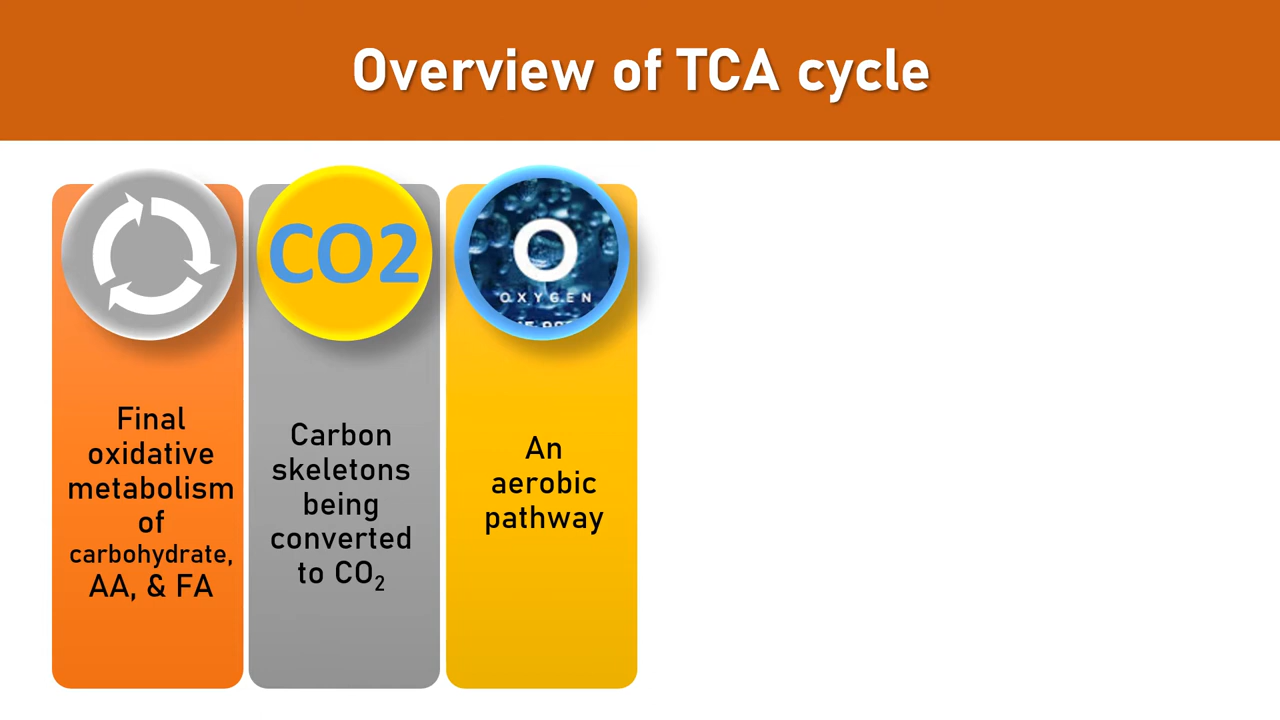 Overview of TCA cycle
CO2
O
OXYGEN
Final
oxidative
metabolism
of
carbohydrate,
AA, & FA
Carbon
skeletons
being
converted
to CO₂
An
aerobic
pathway